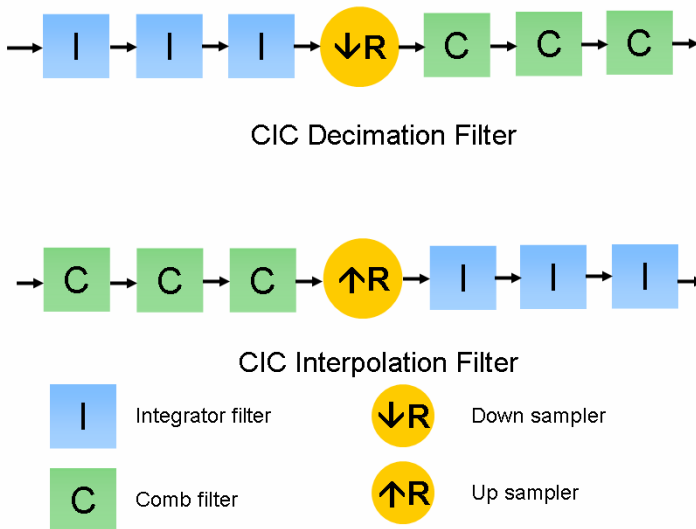 I I I ↓R C C C
CIC Decimation Filter
C C C ↑R I I I
CIC Interpolation Filter
I Integrator filter ↓R Down sampler
C Comb filter ↑R Up sampler